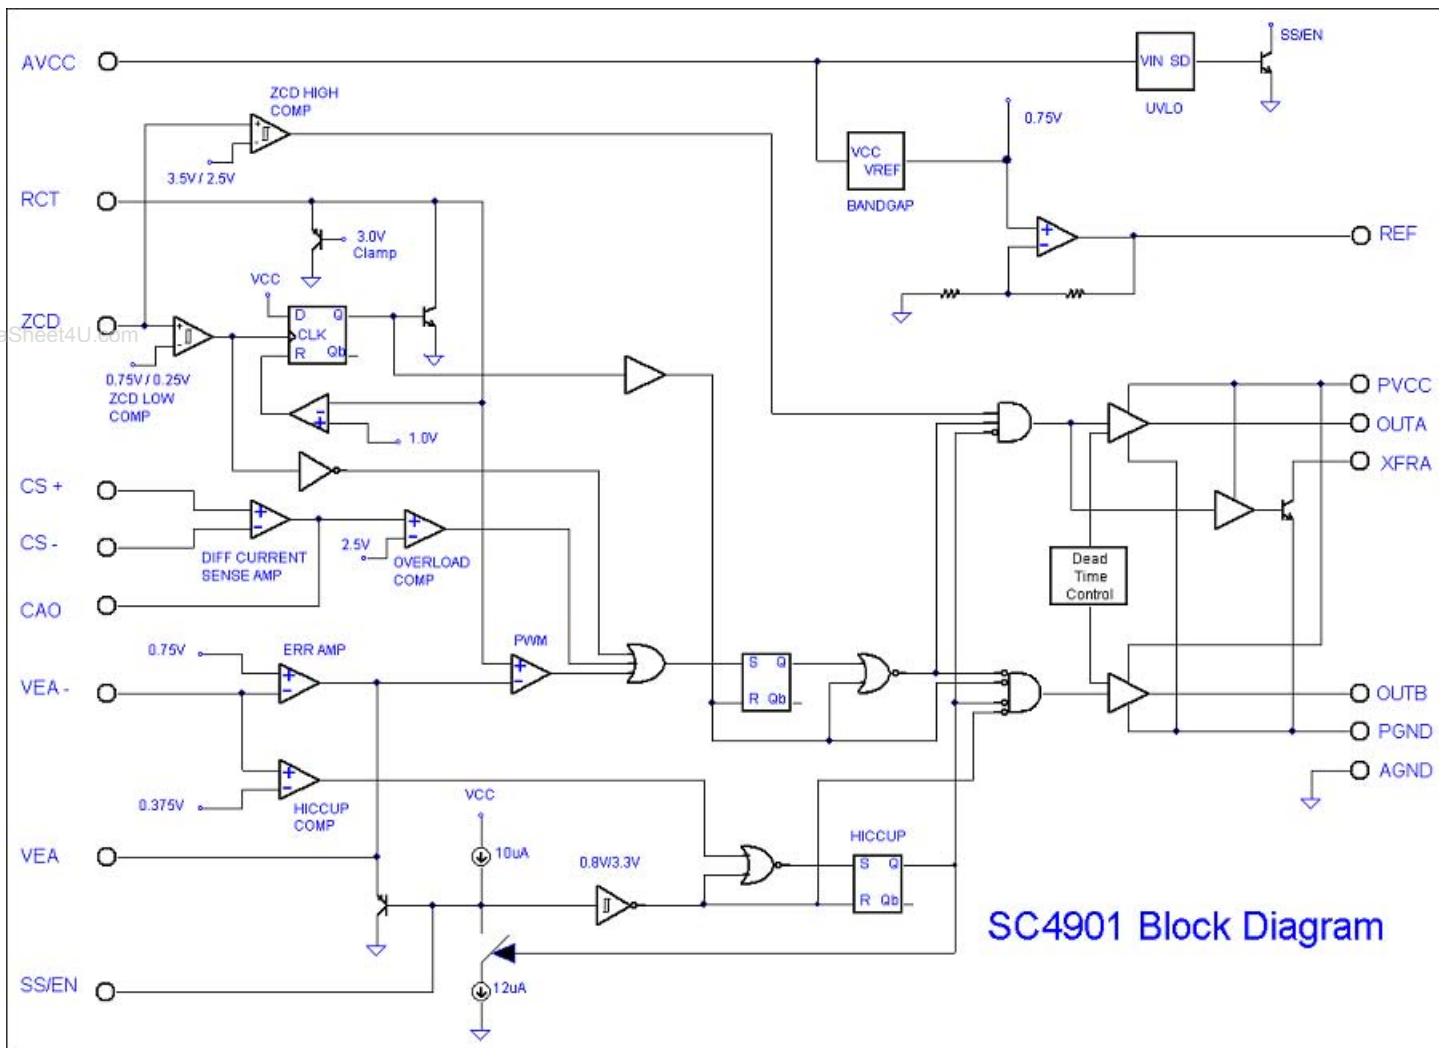 SS/EN
AVCC
VIN SD
UVLO
ZCD HIGH
COMP
0.75V
VCC
VREF
BANDGAP
3.5V / 2.5V
RCT
3.0V
Clamp
REF
VCC
ZCD
D Q
CLK
R Qb
eSheet4U.com
0.75V / 0.25V
ZCD LOW
COMP
1.0V
PVCC
OUTA
XFRA
CS +
CS -
2.5V
DIFF CURRENT
SENSE AMP
OVERLOAD
COMP
Dead
Time
Control
CAO
0.75V
ERR AMP
PWM
VEA -
S Q
R Qb
OUTB
PGND
AGND
0.375V
HICCUP
COMP
VCC
VEA
10uA
0.8V/3.3V
HICCUP
S Q
R Qb
SC4901 Block Diagram
SS/EN
12uA